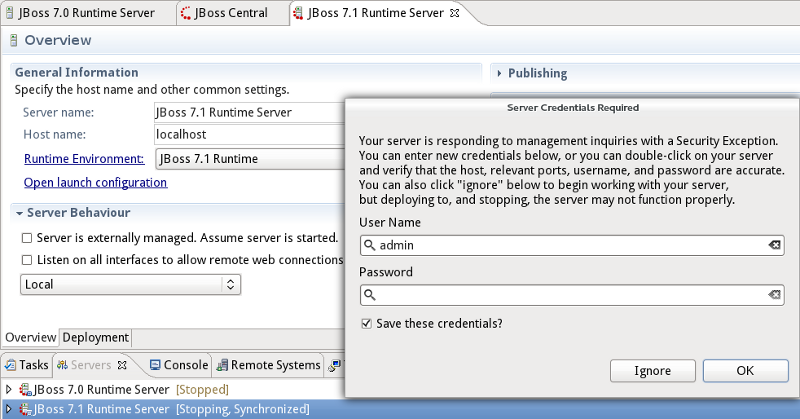 JBoss 7.0 Runtime Server
JBoss Central
JBoss 7.1 Runtime Server
Overview
General Information
Specify the host name and other common settings.
Server name:
JBoss 7.1 Runtime Server
Host name:
localhost
Runtime Environment:
JBoss 7.1 Runtime
Open launch configuration
Server Behaviour
Server is externally managed. Assume server is started.
Listen on all interfaces to allow remote web connections
Local
Overview
Deployment
Publishing
Server Credentials Required
Your server is responding to management inquiries with a Security Exception.
You can enter new credentials below, or you can double-click on your server
and verify that the host, relevant ports, username, and password are accurate.
You can also click "ignore" below to begin working with your server,
but deploying to, and stopping, the server may not function properly.
User Name
admin
Password
Save these credentials?
Ignore
OK
Tasks
Servers
Console
Remote Systems
JBoss 7.0 Runtime Server [Stopped]
JBoss 7.1 Runtime Server [Stopping, Synchronized]